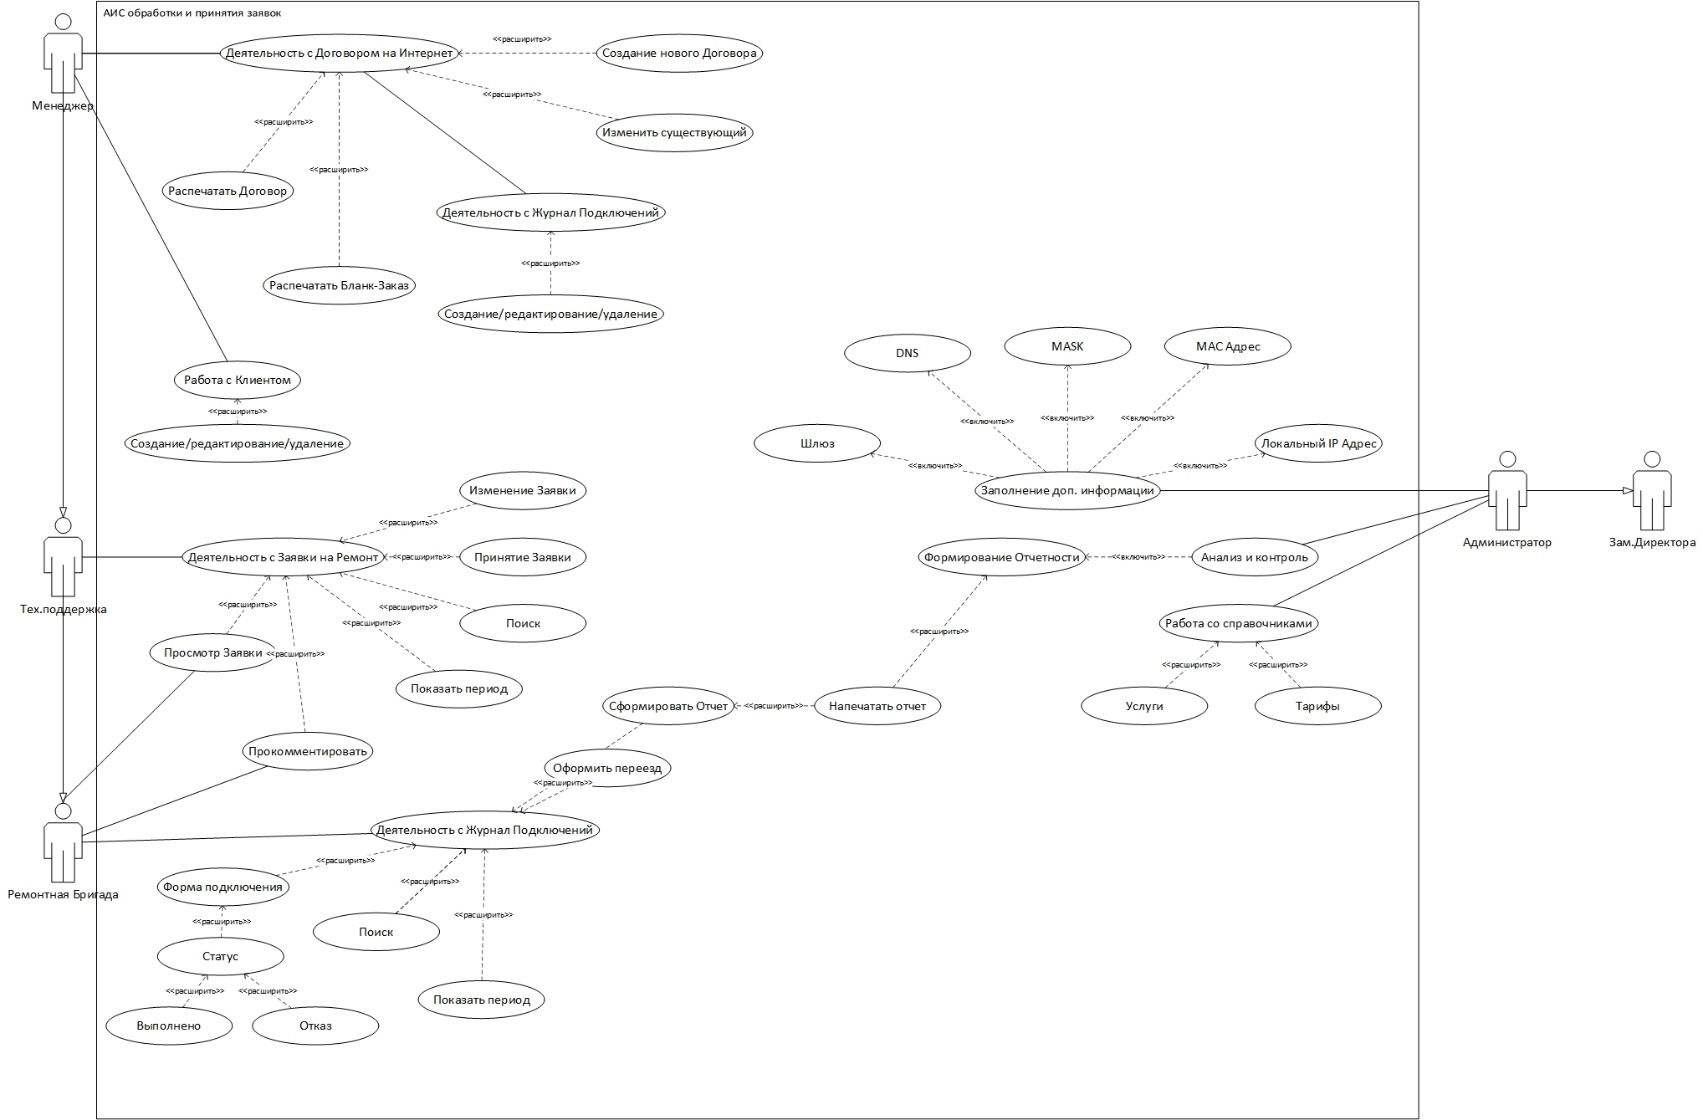 АИС обработки и принятия заявок
Менеджер
Деятельность с Договором на Интернет
<<расширить>>
Создание нового Договора
<<расширить>>
Изменить существующий
<<расширить>>
<<расширить>>
Распечатать Договор
Деятельность с Журнал Подключений
<<расширить>>
Распечатать Бланк-Заказ
Создание/редактирование/удаление
Работа с Клиентом
<<расширить>>
Создание/редактирование/удаление
DNS
MASK
MAC Адрес
<<включить>>
<<включить>>
<<включить>>
Шлюз
Локальный IP Адрес
<<включить>>
<<включить>>
Заполнение доп. информации
Администратор
Зам.Директора
Изменение Заявки
<<расширить>>
Тех.поддержка
Деятельность с Заявки на Ремонт
<<расширить>>
Принятие Заявки
Формирование Отчетности
<<включить>>
Анализ и контроль
<<расширить>>
<<расширить>>
<<расширить>>
Поиск
<<расширить>>
Работа со справочниками
Просмотр Заявки
<<расширить>>
<<расширить>>
<<расширить>>
Показать период
Сформировать Отчет
<<расширить>>
Напечатать отчет
Услуги
Тарифы
Прокомментировать
Оформить переезд
<<расширить>>
Деятельность с Журнал Подключений
Ремонтная Бригада
<<расширить>>
Форма подключения
<<расширить>>
<<расширить>>
<<расширить>>
Поиск
Статус
<<расширить>>
<<расширить>>
Показать период
Выполнено
Отказ